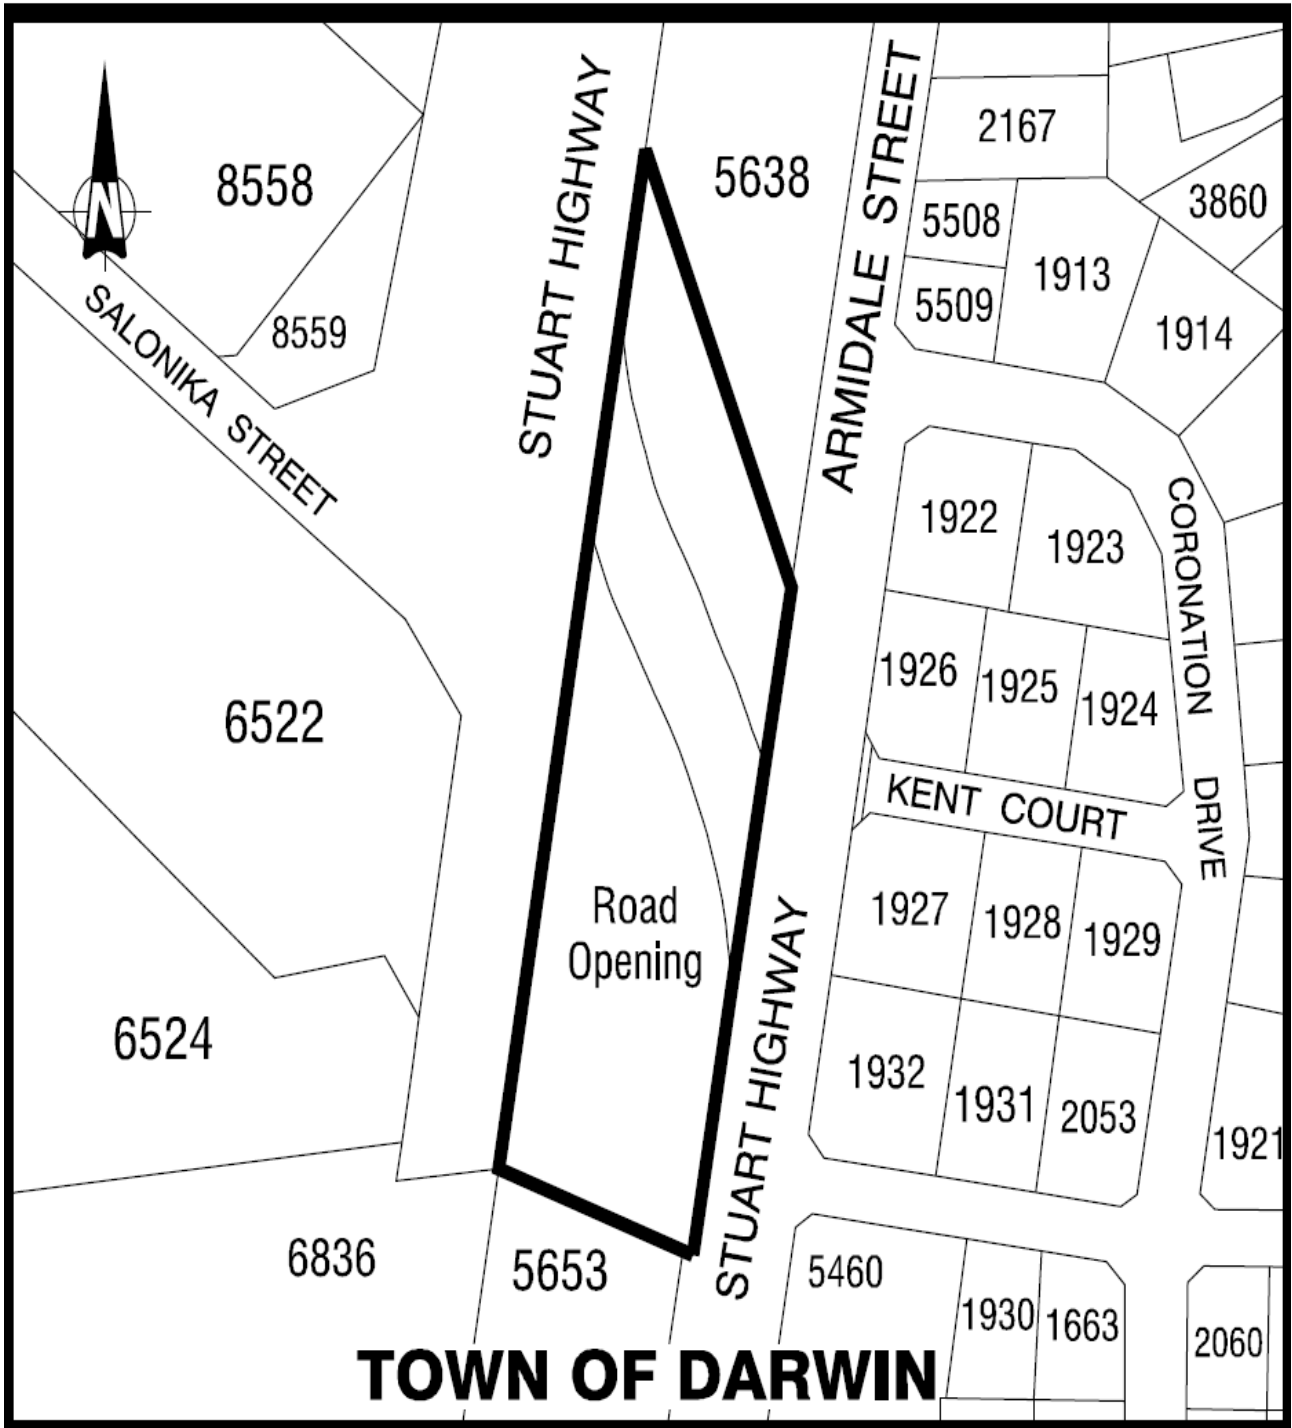 STUART HIGHWAY
ARMIDALE STREET
2167
8558
N
5638
3860
5508
1913
5509
8559
1914
SALONIKA STREET
1922
1923
CORONATION DRIVE
1926
1925
1924
6522
KENT COURT
Road
Opening
1927
1928
1929
STUART HIGHWAY
6524
1932
1931
2053
1921
6836
5653
5460
1930
1663
2060
TOWN OF DARWIN